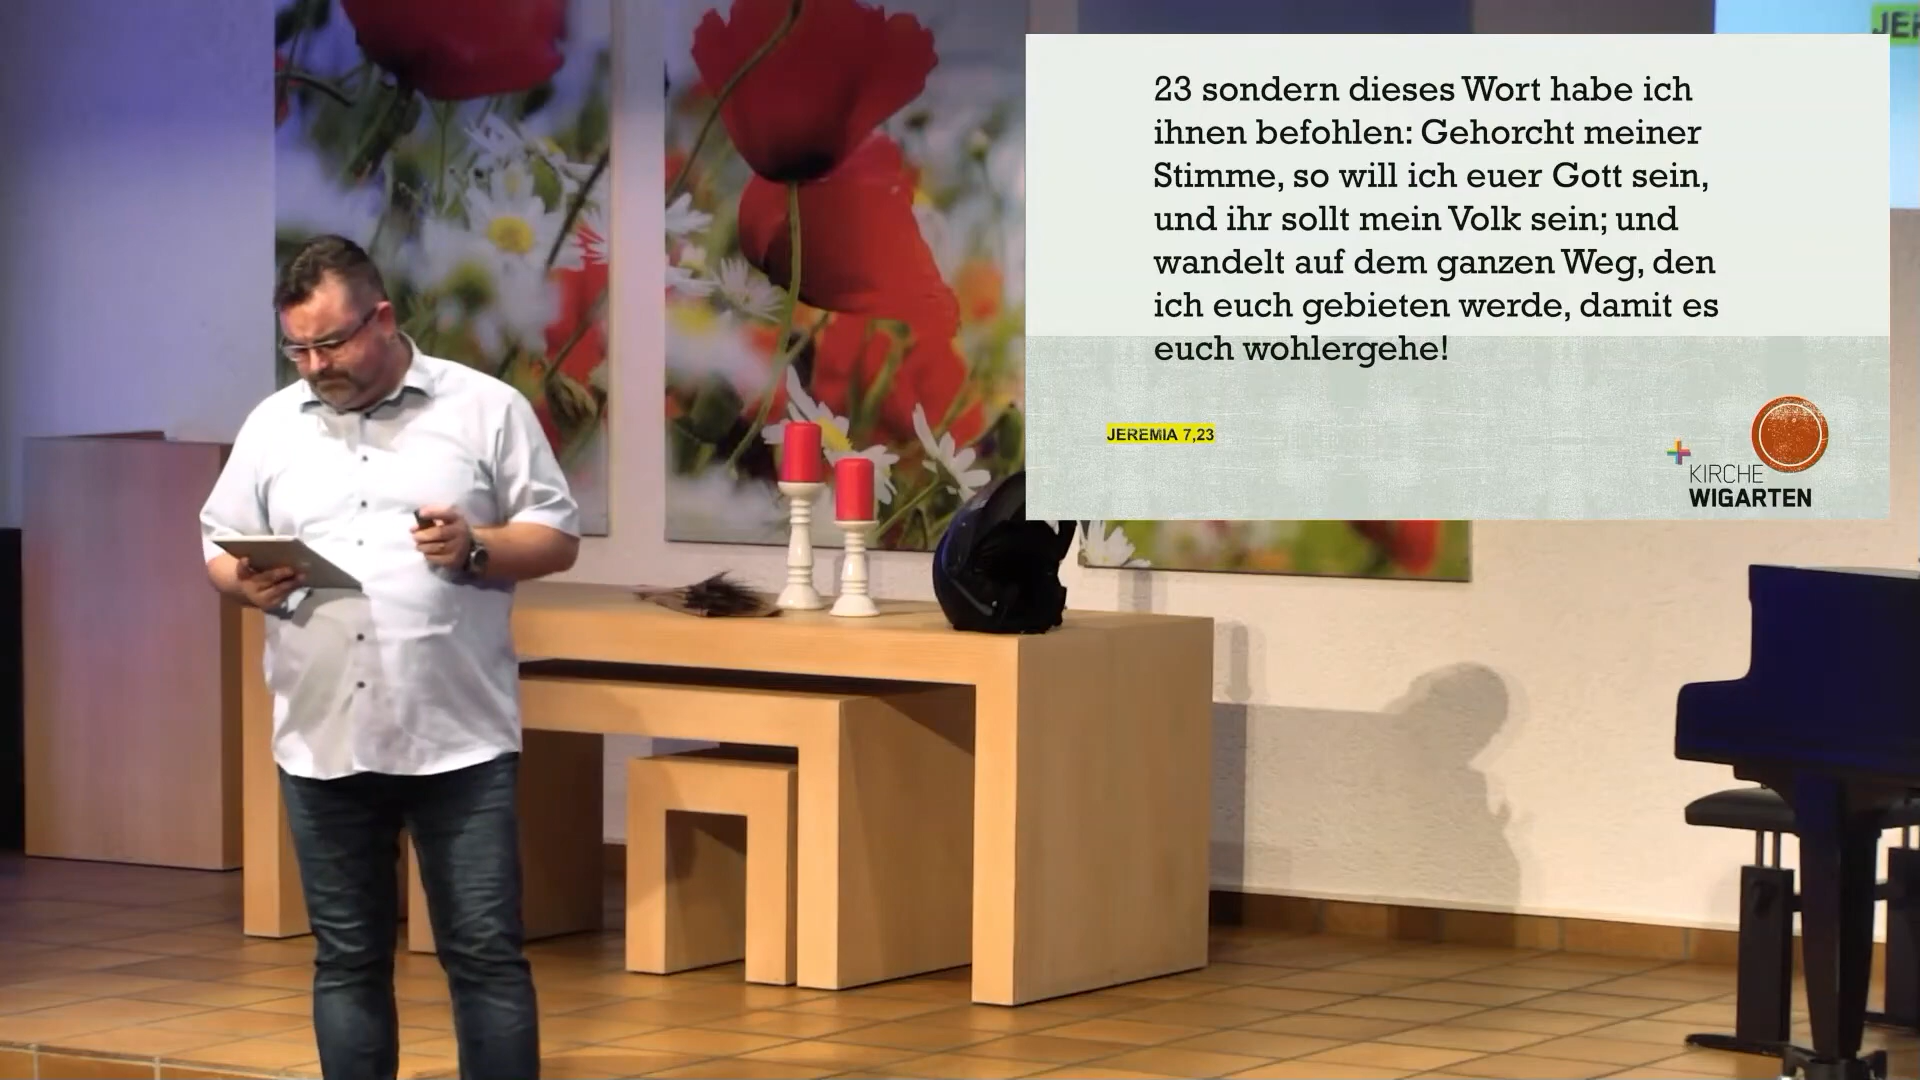 23 sondern dieses Wort habe ich
ihnen befohlen: Gehorcht meiner
Stimme, so will ich euer Gott sein,
und ihr sollt mein Volk sein; und
wandelt auf dem ganzen Weg, den
ich euch gebieten werde, damit es
euch wohlergehe!
JEREMIA 7,23
KIRCHE
WIGARTEN